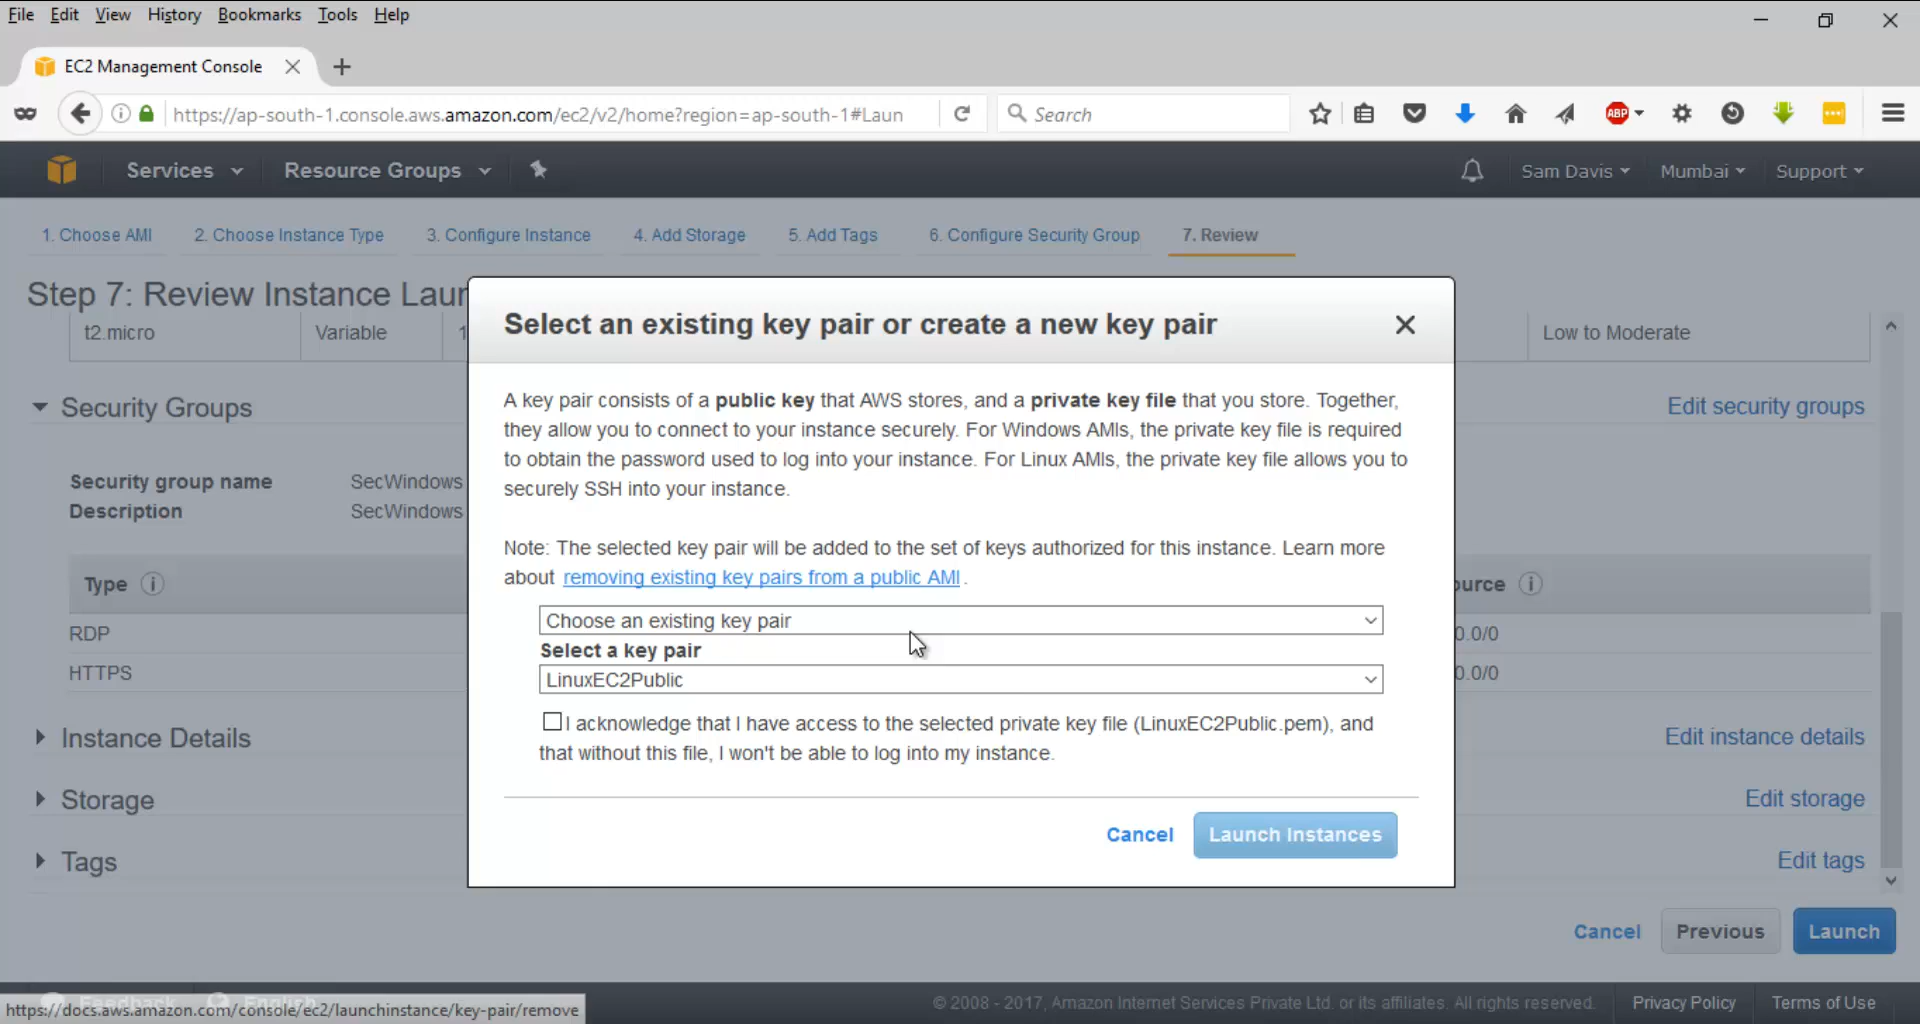 File Edit View History Bookmarks Tools Help
EC2 Management Console
https://ap-south-1.console.aws.amazon.com/ec2/v2/home?region=ap-south-1#Laun
Search
ABP
Services
Resource Groups
Sam Davis
Mumbai
Support
1. Choose AMI
2. Choose Instance Type
3. Configure Instance
4. Add Storage
5. Add Tags
6. Configure Security Group
7. Review
Step 7: Review Instance Laun
t2.micro
Variable
1
Low to Moderate
Security Groups
Edit security groups
Security group name SecWindows
Description SecWindows
Type i
ource i
RDP
0.0/0
HTTPS
0.0/0
Instance Details
Edit instance details
Storage
Edit storage
Tags
Edit tags
Select an existing key pair or create a new key pair
A key pair consists of a public key that AWS stores, and a private key file that you store. Together,
they allow you to connect to your instance securely. For Windows AMIs, the private key file is required
to obtain the password used to log into your instance. For Linux AMIs, the private key file allows you to
securely SSH into your instance.
Note: The selected key pair will be added to the set of keys authorized for this instance. Learn more
about removing existing key pairs from a public AMI .
Choose an existing key pair
Select a key pair
LinuxEC2Public
I acknowledge that I have access to the selected private key file (LinuxEC2Public.pem), and
that without this file, I won't be able to log into my instance.
Cancel
Launch Instances
Cancel
Previous
Launch
Feedback
English
https://docs.aws.amazon.com/console/ec2/launchinstance/key-pair/remove
© 2008 - 2017, Amazon Internet Services Private Ltd. or its affiliates. All rights reserved.
Privacy Policy
Terms of Use